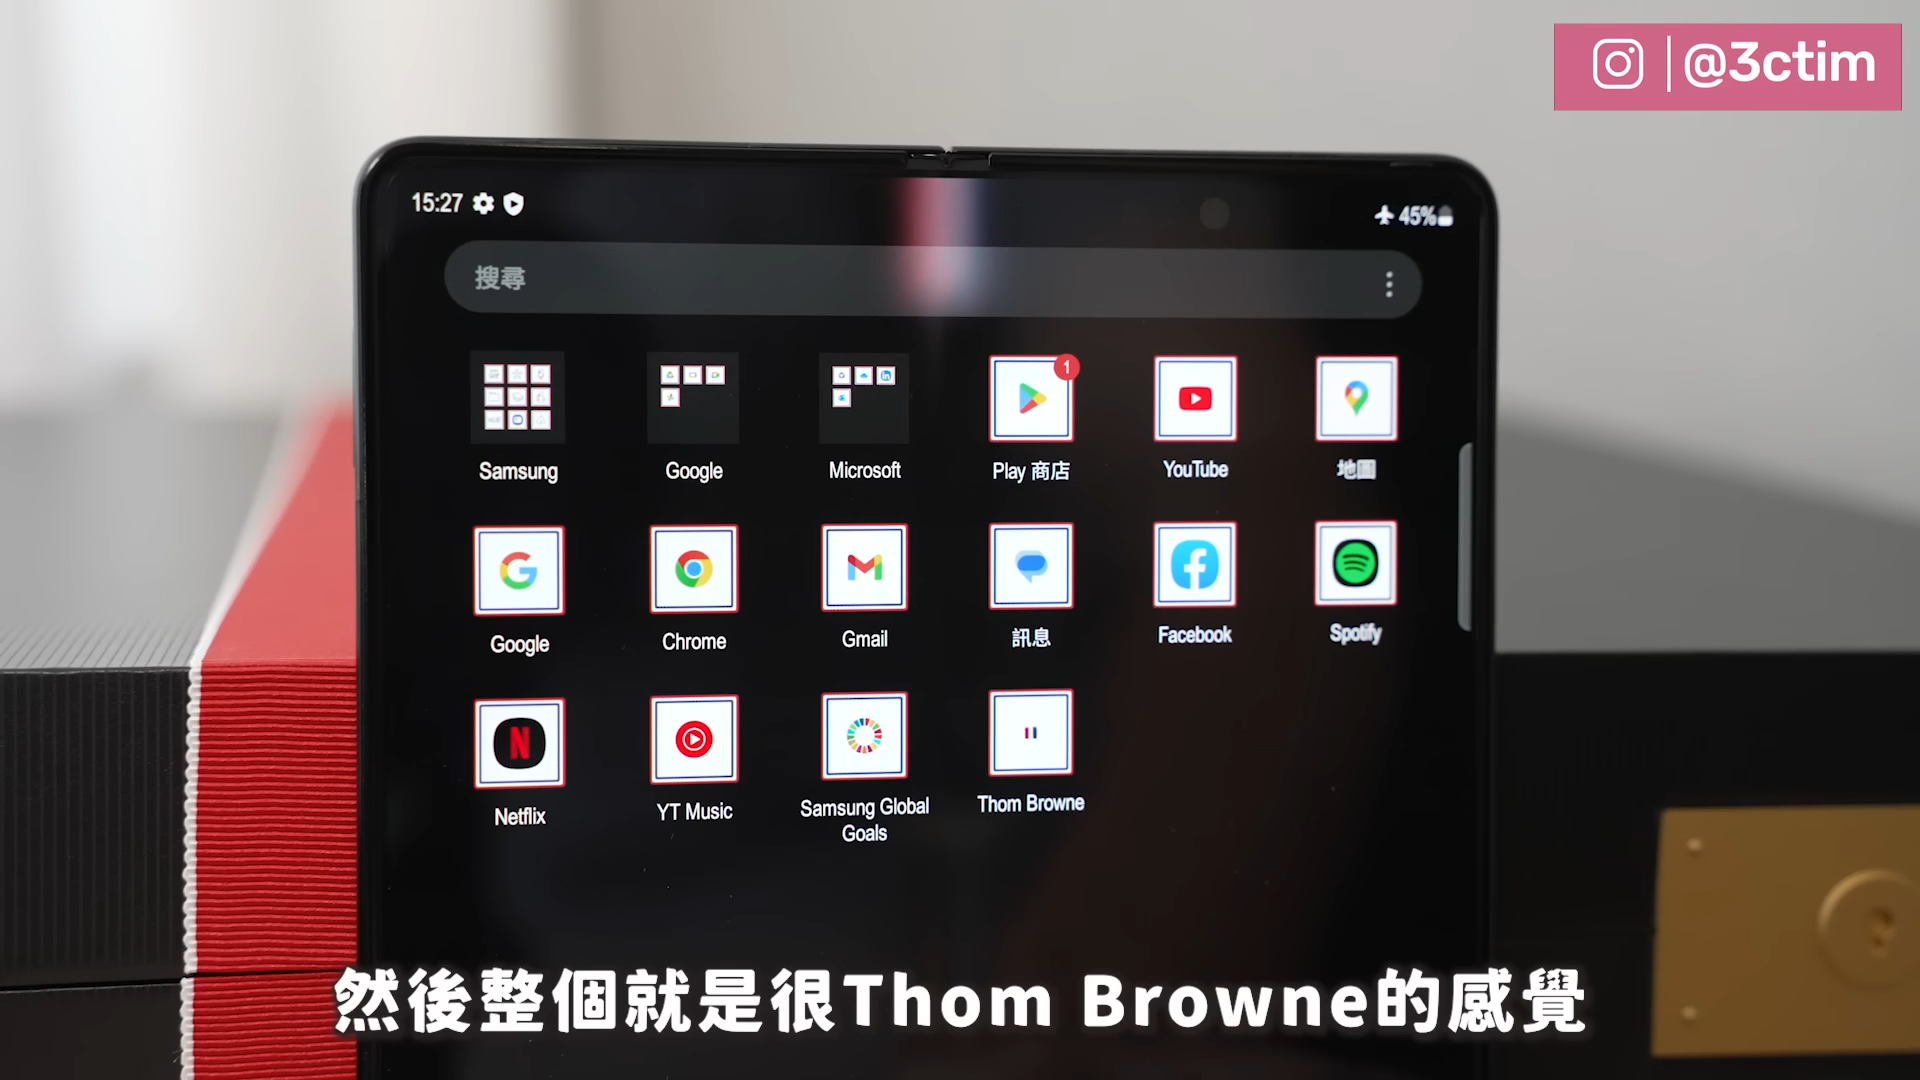 @3ctim
15:27
45%
搜尋
1
Samsung
Google
Microsoft
Play 商店
YouTube
地圖
Google
Chrome
Gmail
訊息
Facebook
Spotify
Netflix
YT Music
Samsung Global
Goals
Thom Browne
然後整個就是很Thom Browne的感覺